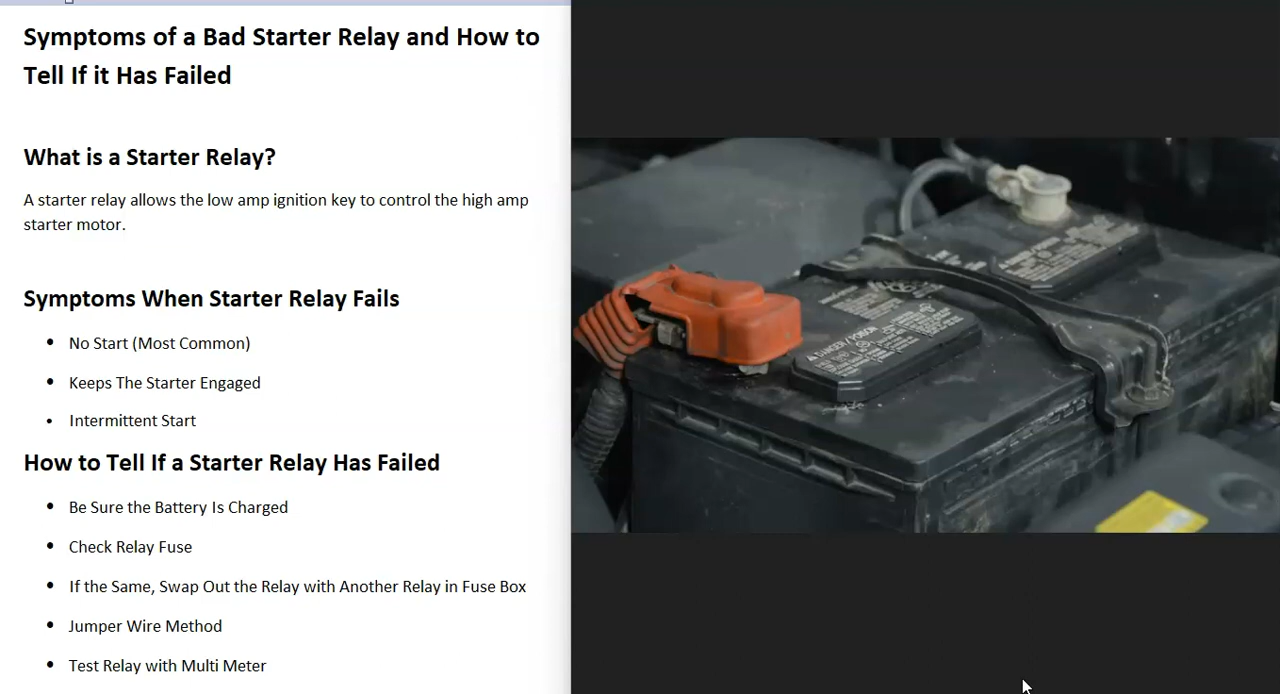 Symptoms of a Bad Starter Relay and How to
Tell If it Has Failed
What is a Starter Relay?
A starter relay allows the low amp ignition key to control the high amp
starter motor.
Symptoms When Starter Relay Fails
• No Start (Most Common)
• Keeps The Starter Engaged
• Intermittent Start
How to Tell If a Starter Relay Has Failed
• Be Sure the Battery Is Charged
• Check Relay Fuse
• If the Same, Swap Out the Relay with Another Relay in Fuse Box
• Jumper Wire Method
• Test Relay with Multi Meter
DANGER/POISON